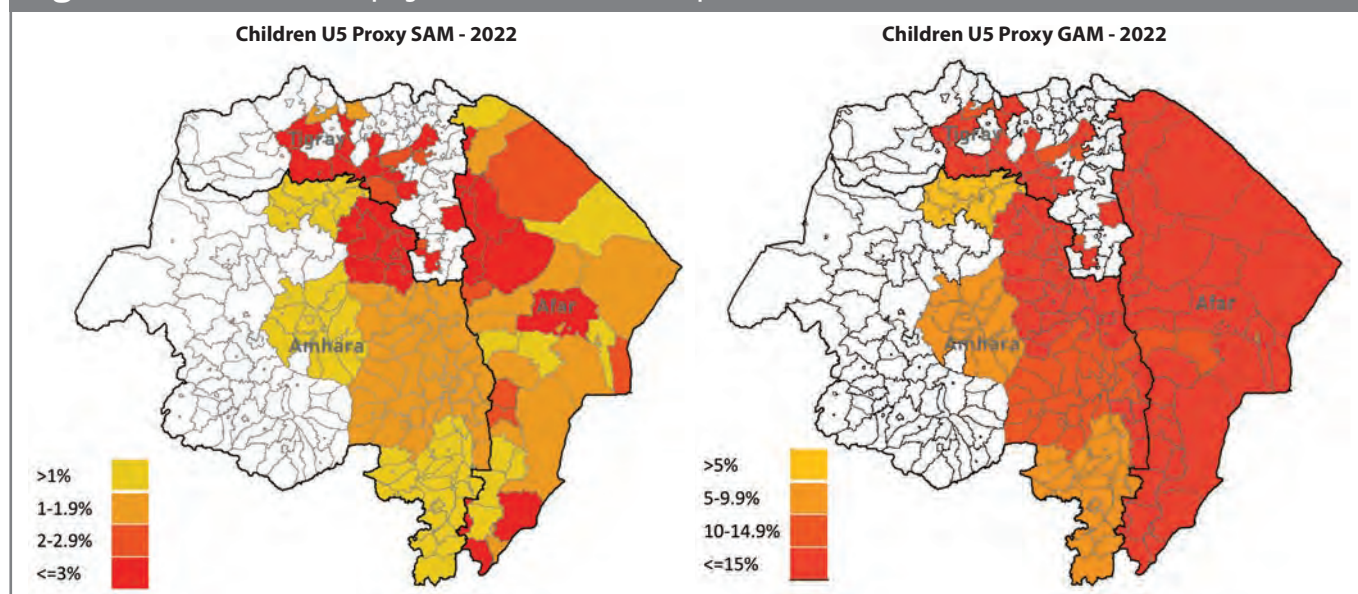 Children U5 Proxy SAM - 2022
Tigray
Afar
Amhara
>1%
1-1.9%
2-2.9%
<=3%
Children U5 Proxy GAM - 2022
Tigray
Afar
Amhara
>5%
5-9.9%
10-14.9%
<=15%